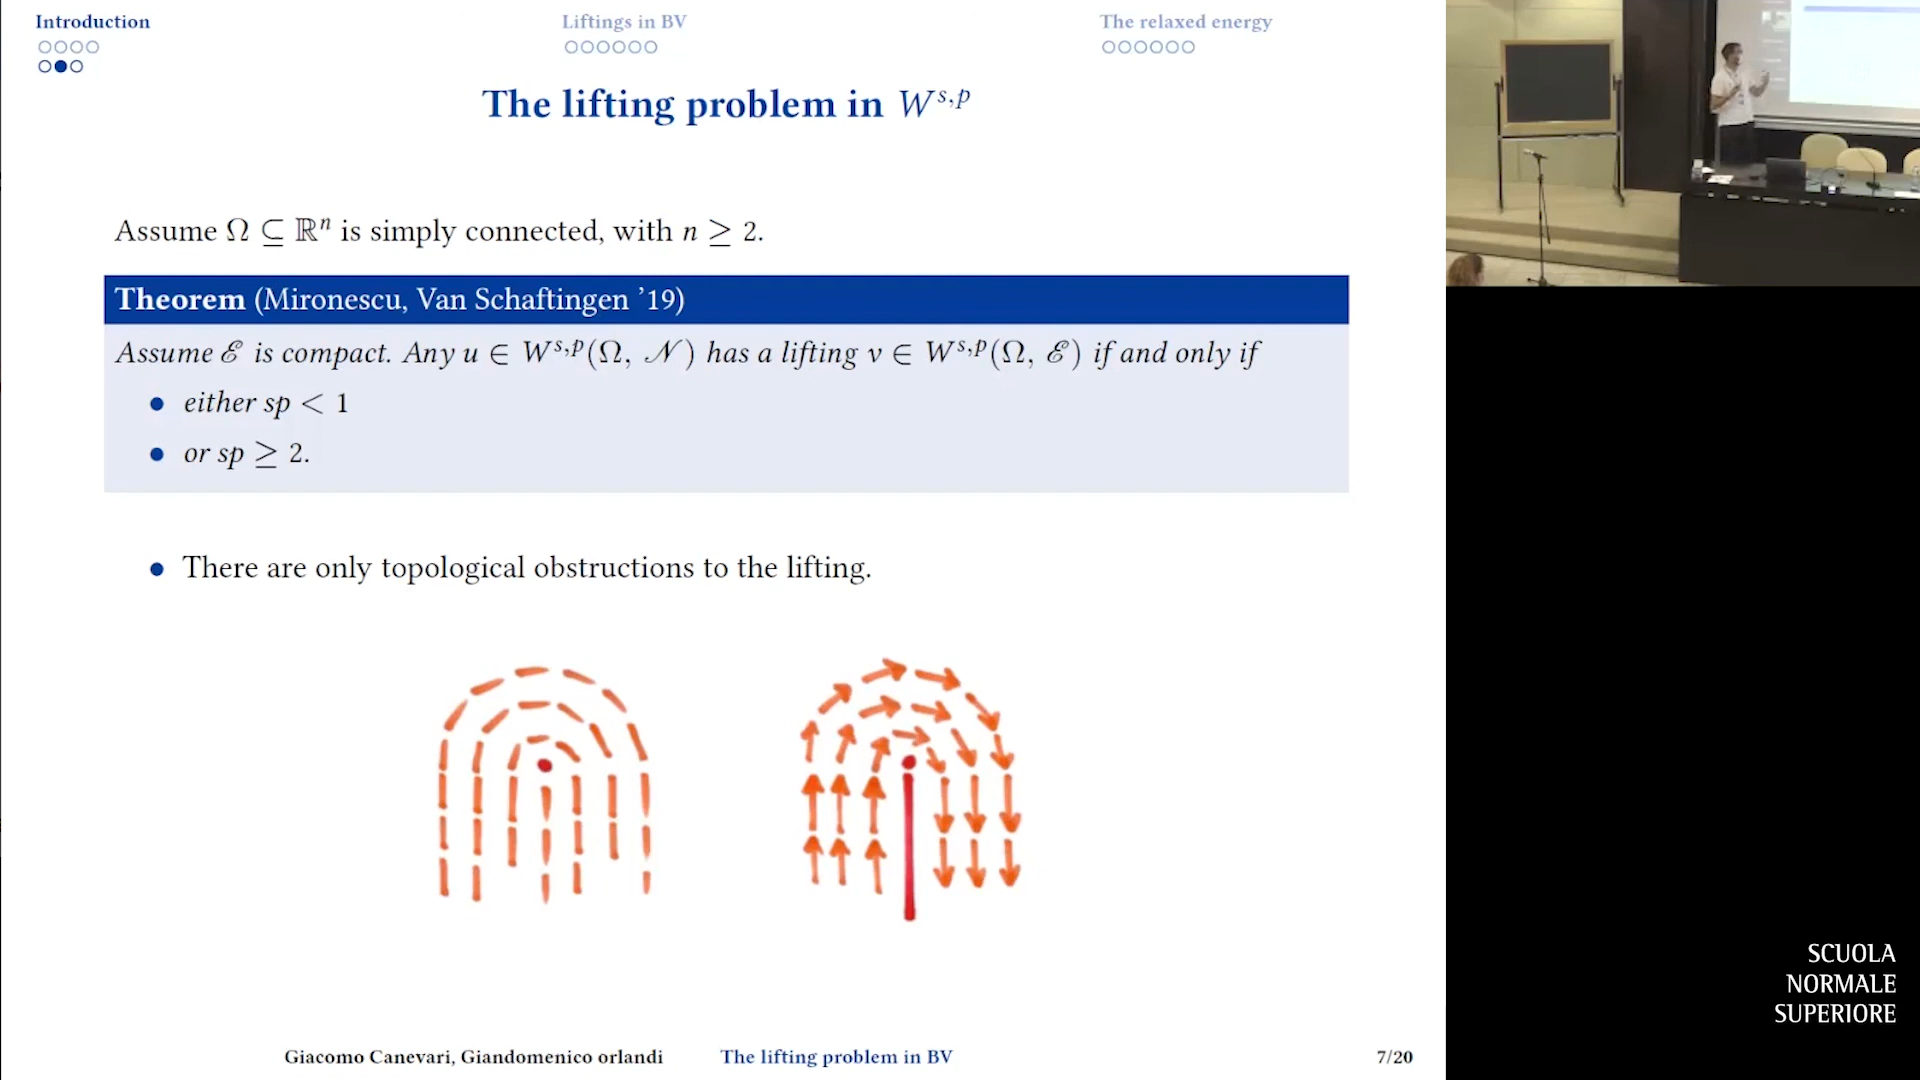 Introduction
Liftings in BV
The relaxed energy
The lifting problem in W^{s,p}
Assume Ω ⊆ ℝⁿ is simply connected, with n ≥ 2.
Theorem (Mironescu, Van Schaftingen ’19)
Assume ℰ is compact. Any u ∈ W^{s,p}(Ω, 𝒩) has a lifting v ∈ W^{s,p}(Ω, ℰ) if and only if
• either sp < 1
• or sp ≥ 2.
• There are only topological obstructions to the lifting.
Giacomo Canevari, Giandomenico orlandi
The lifting problem in BV
7/20
SCUOLA
NORMALE
SUPERIORE